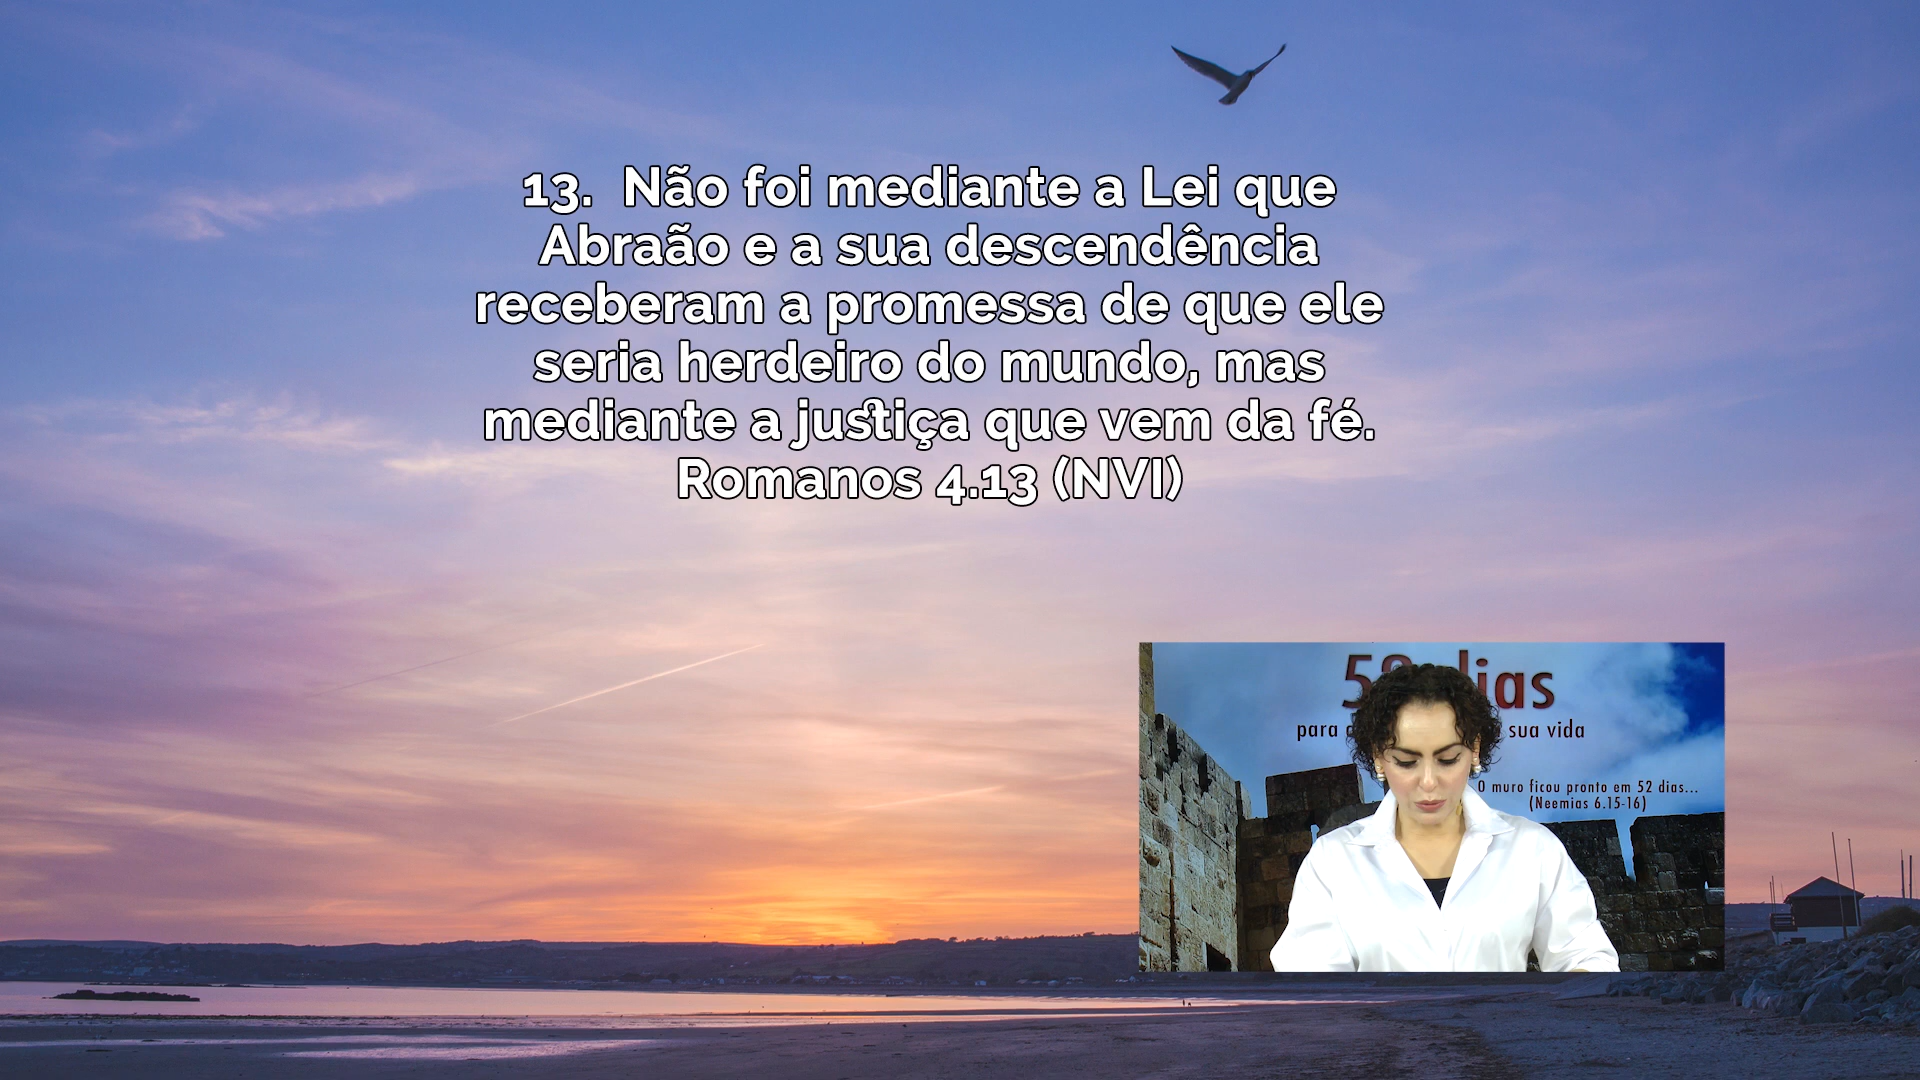 13. Não foi mediante a Lei que
Abraão e a sua descendência
receberam a promessa de que ele
seria herdeiro do mundo, mas
mediante a justiça que vem da fé.
Romanos 4.13 (NVI)
dias
para sua vida
O muro ficou pronto em 52 dias...
(Neemias 6.15-16)